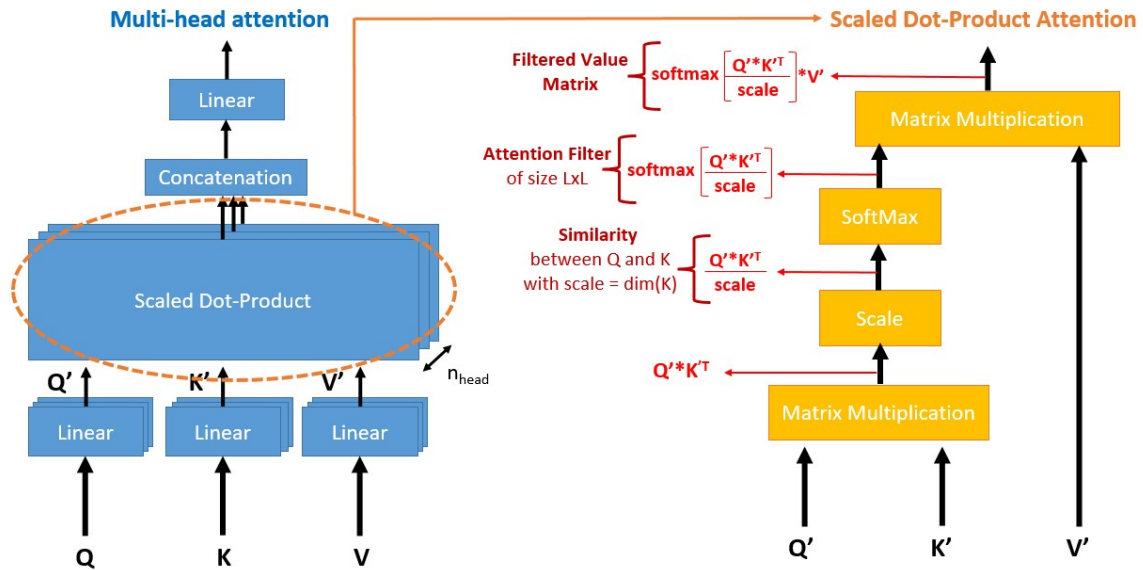 Multi-head attention
Linear
Concatenation
Scaled Dot-Product
n_head
Q’ K’ V’
Linear Linear Linear
Q K V
Scaled Dot-Product Attention
Filtered Value
Matrix
softmax [Q’*K’ᵀ / scale] *V’
Matrix Multiplication
Attention Filter
of size LxL
softmax [Q’*K’ᵀ / scale]
SoftMax
Similarity
between Q and K
with scale = dim(K)
Q’*K’ᵀ
scale
Scale
Q’*K’ᵀ
Matrix Multiplication
Q’ K’ V’